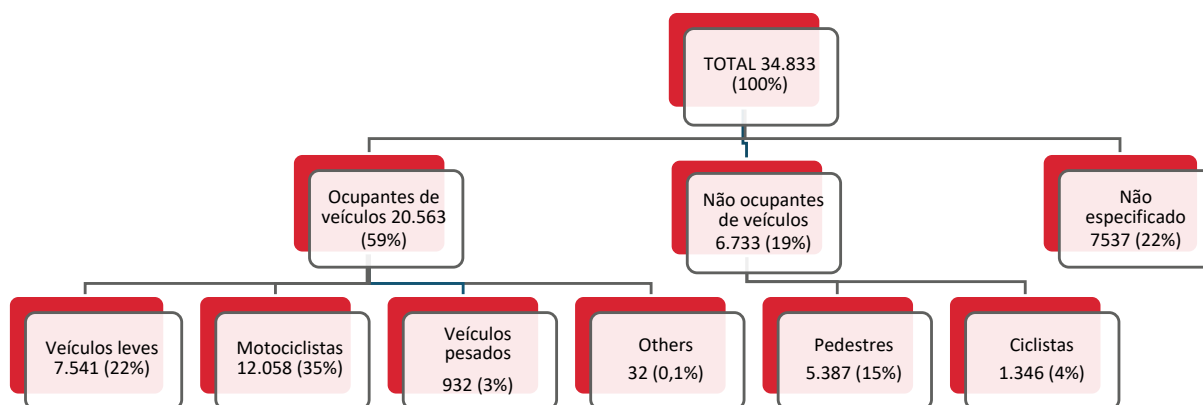 TOTAL 34.833
(100%)
Ocupantes de
veículos 20.563
(59%)
Não ocupantes
de veículos
6.733 (19%)
Não
especificado
7537 (22%)
Veículos leves
7.541 (22%)
Motociclistas
12.058 (35%)
Veículos
pesados
932 (3%)
Others
32 (0,1%)
Pedestres
5.387 (15%)
Ciclistas
1.346 (4%)